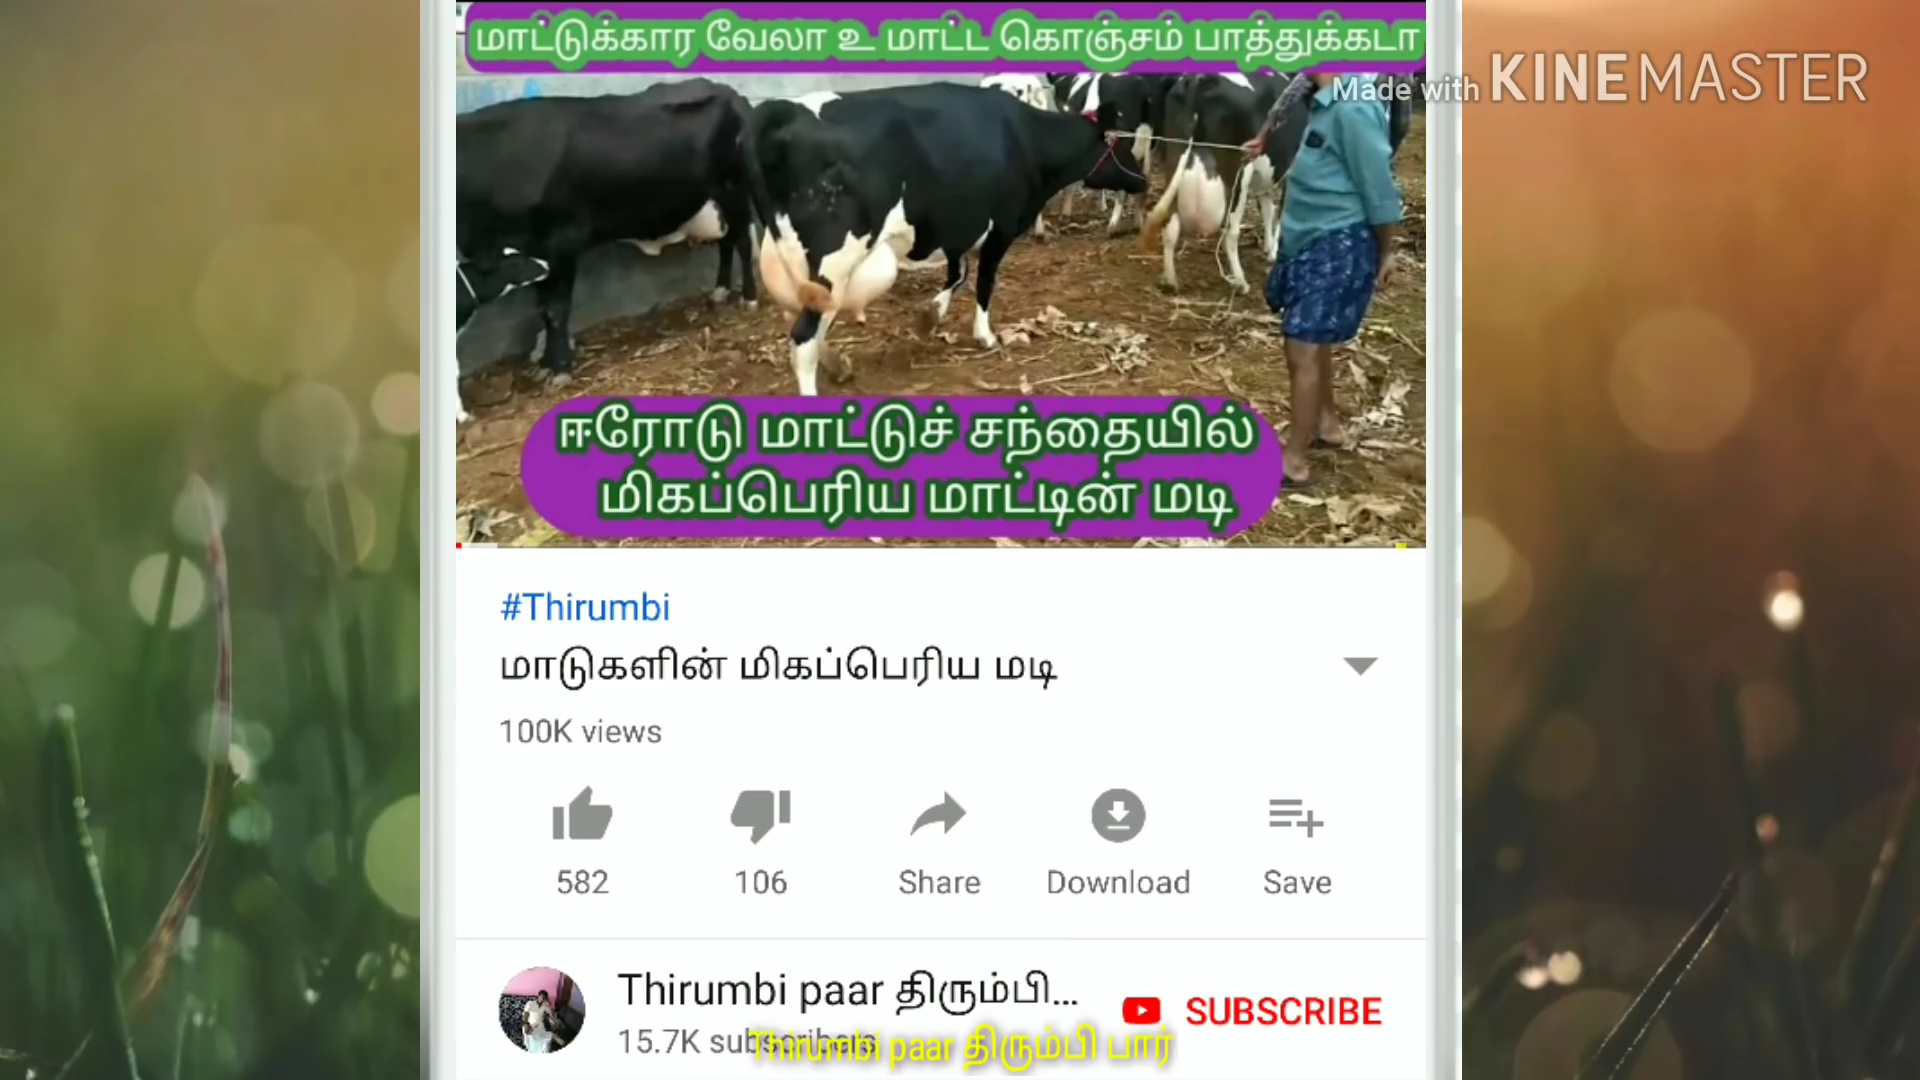 மாட்டுக்கார வேலா உ மாட்ட கொஞ்சம் பாத்துக்கடா
Made with KINEMASTER
ஈரோடு மாட்டுச் சந்தையில்
மிகப்பெரிய மாட்டின் மடி
#Thirumbi
மாடுகளின் மிகப்பெரிய மடி
100K views
582 106 Share Download Save
Thirumbi paar திரும்பி... SUBSCRIBE
15.7K subscribers
Thirumbi paar திரும்பி பார்